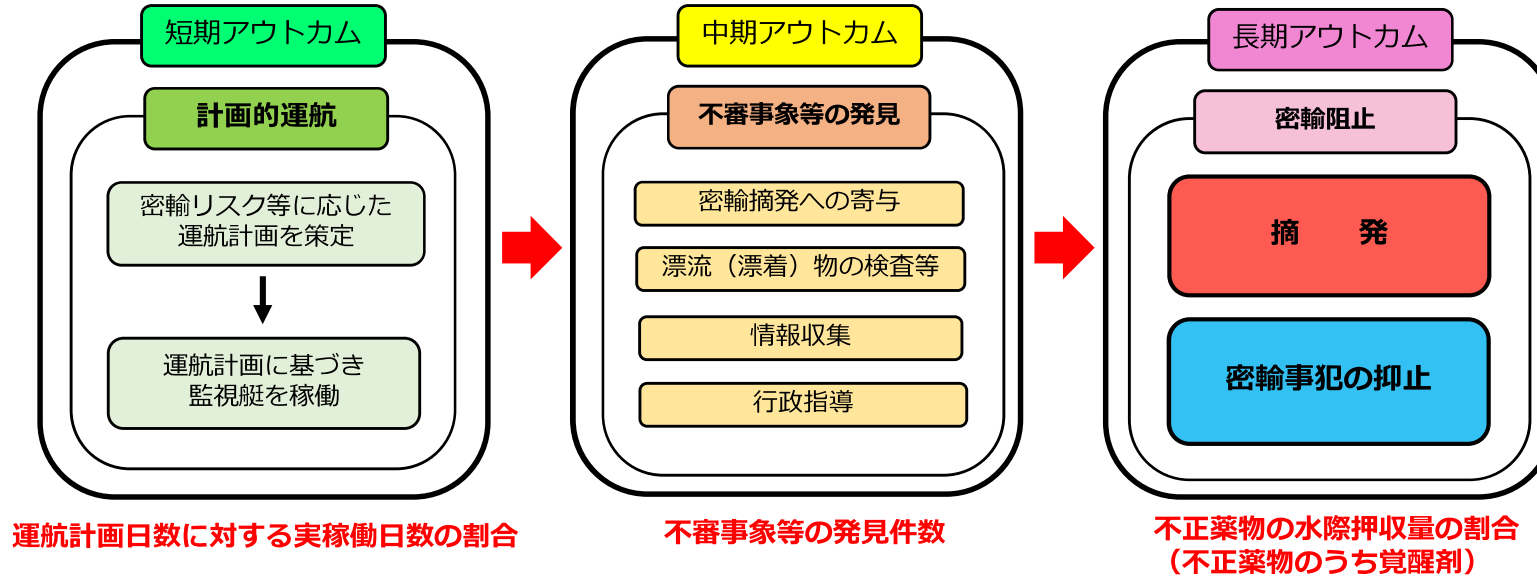 短期アウトカム
計画的運航
密輸リスク等に応じた
運航計画を策定
運航計画に基づき
監視艇を稼働
運航計画日数に対する実稼働日数の割合
中期アウトカム
不審事象等の発見
密輸摘発への寄与
漂流（漂着）物の検査等
情報収集
行政指導
不審事象等の発見件数
長期アウトカム
密輸阻止
摘　　発
密輸事犯の抑止
不正薬物の水際押収量の割合
（不正薬物のうち覚醒剤）